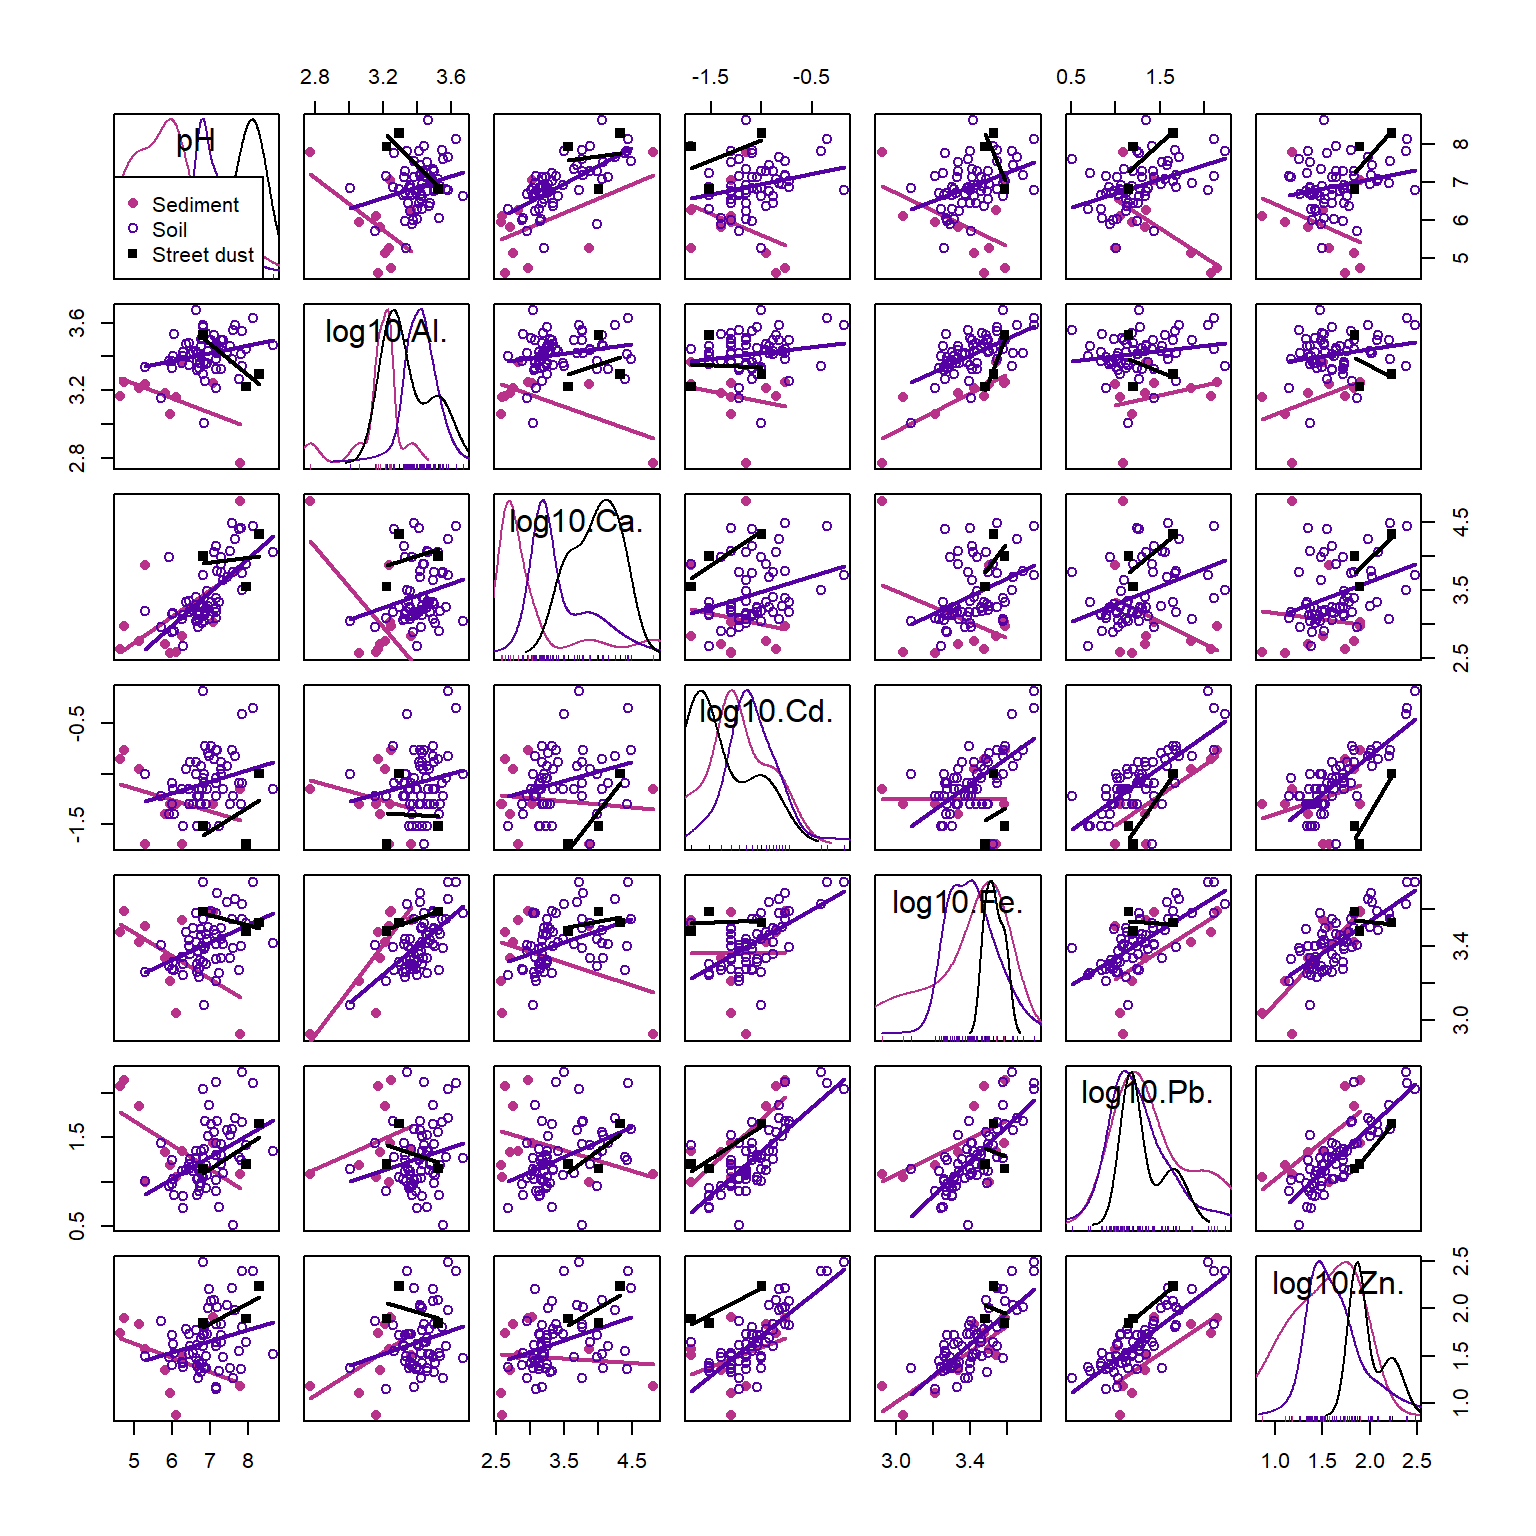 2.8 3.2 3.6 -1.5 -0.5 0.5 1.5
pH
Sediment
Soil
Street dust
5 6 7 8
log10.Al.
2.8 3.2 3.6
log10.Ca.
2.5 3.5 4.5
log10.Cd.
-1.5 -0.5
log10.Fe.
3.0 3.4
log10.Pb.
0.5 1.5
log10.Zn.
1.0 1.5 2.0 2.5
5 6 7 8 2.5 3.5 4.5 3.0 3.4 1.0 1.5 2.0 2.5